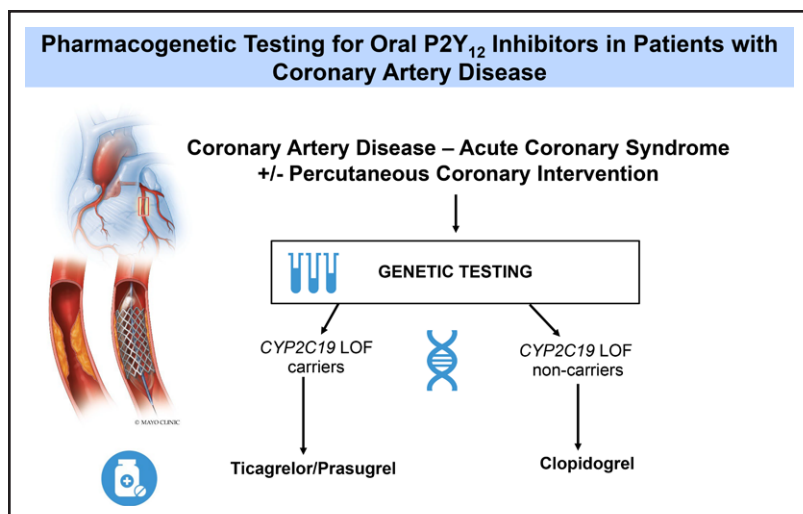 Pharmacogenetic Testing for Oral P2Y₁₂ Inhibitors in Patients with
Coronary Artery Disease
Coronary Artery Disease – Acute Coronary Syndrome
+/- Percutaneous Coronary Intervention
GENETIC TESTING
CYP2C19 LOF
carriers
CYP2C19 LOF
non-carriers
© MAYO CLINIC
Ticagrelor/Prasugrel
Clopidogrel